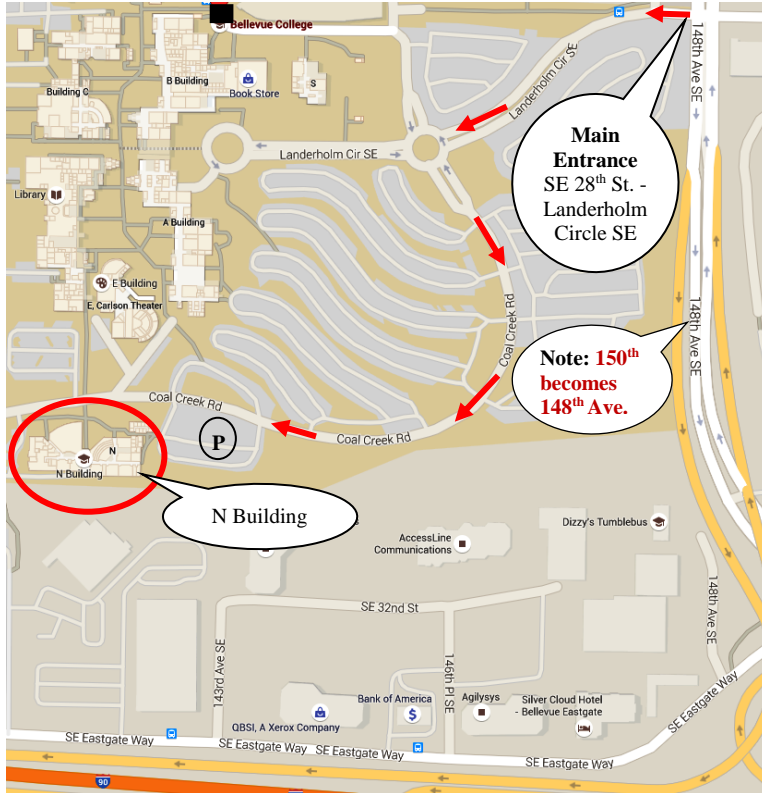 Bellevue College
B Building
Book Store
S
Building C
Landerholm Cir SE
148th Ave SE
Main
Entrance
SE 28th St. -
Landerholm
Circle SE
Landerholm Cir SE
Library
A Building
E Building
E, Carlson Theater
Coal Creek Rd
148th Ave SE
Note: 150th
becomes
148th Ave.
Coal Creek Rd
P
Coal Creek Rd
N
N Building
N Building
AccessLine
Communications
Dizzy's Tumblebus
SE 32nd St
148th Ave SE
143rd Ave SE
146th Pl SE
Bank of America
$
Agilysys
Silver Cloud Hotel
- Bellevue Eastgate
QBSI, A Xerox Company
SE Eastgate Way
SE Eastgate Way
SE Eastgate Way
SE Eastgate Way
SE Eastgate Way
SE Eastgate Way
90